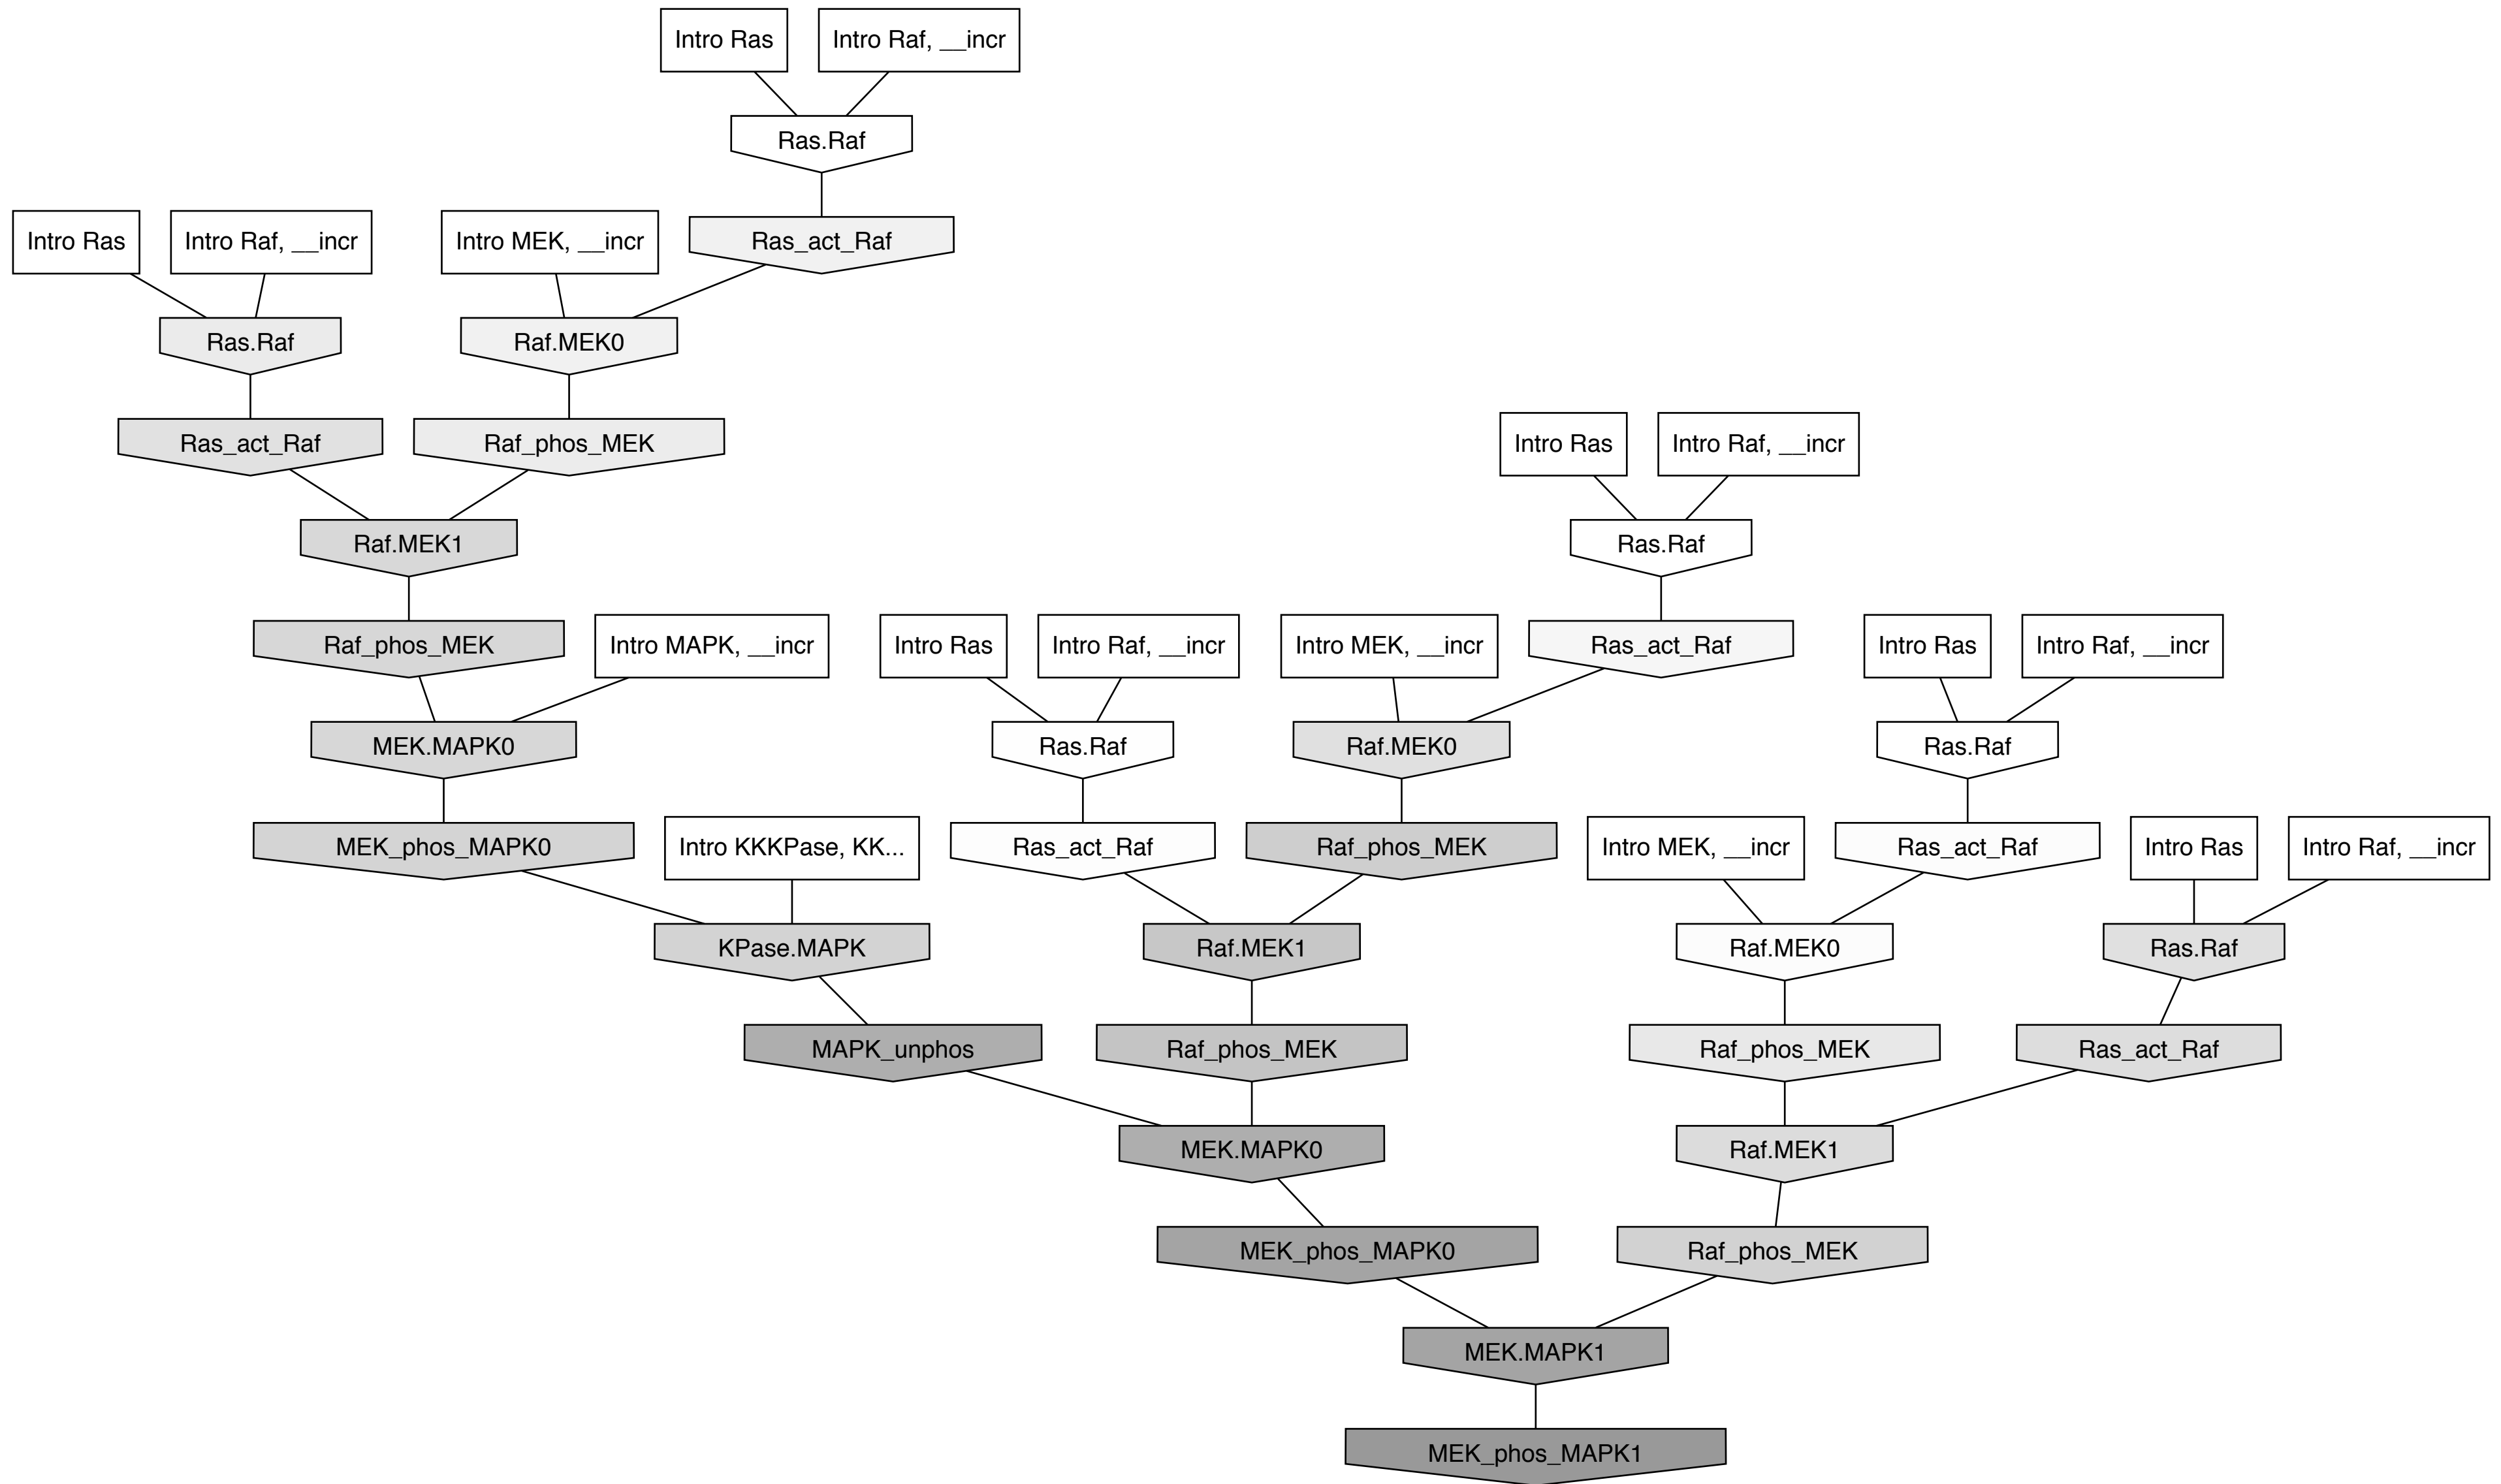 Intro Ras
Intro Raf, __incr
Ras.Raf
Intro Ras
Intro Raf, __incr
Intro MEK, __incr
Ras_act_Raf
Ras.Raf
Raf.MEK0
Ras_act_Raf
Raf_phos_MEK
Intro Ras
Intro Raf, __incr
Raf.MEK1
Ras.Raf
Raf_phos_MEK
Intro MAPK, __incr
Intro Ras
Intro Raf, __incr
Intro MEK, __incr
Ras_act_Raf
Intro Ras
Intro Raf, __incr
MEK.MAPK0
Ras.Raf
Raf.MEK0
Ras.Raf
MEK_phos_MAPK0
Intro KKKPase, KK...
Ras_act_Raf
Raf_phos_MEK
Intro MEK, __incr
Ras_act_Raf
Intro Ras
Intro Raf, __incr
KPase.MAPK
Raf.MEK1
Raf.MEK0
Ras.Raf
MAPK_unphos
Raf_phos_MEK
Raf_phos_MEK
Ras_act_Raf
MEK.MAPK0
Raf.MEK1
MEK_phos_MAPK0
Raf_phos_MEK
MEK.MAPK1
MEK_phos_MAPK1